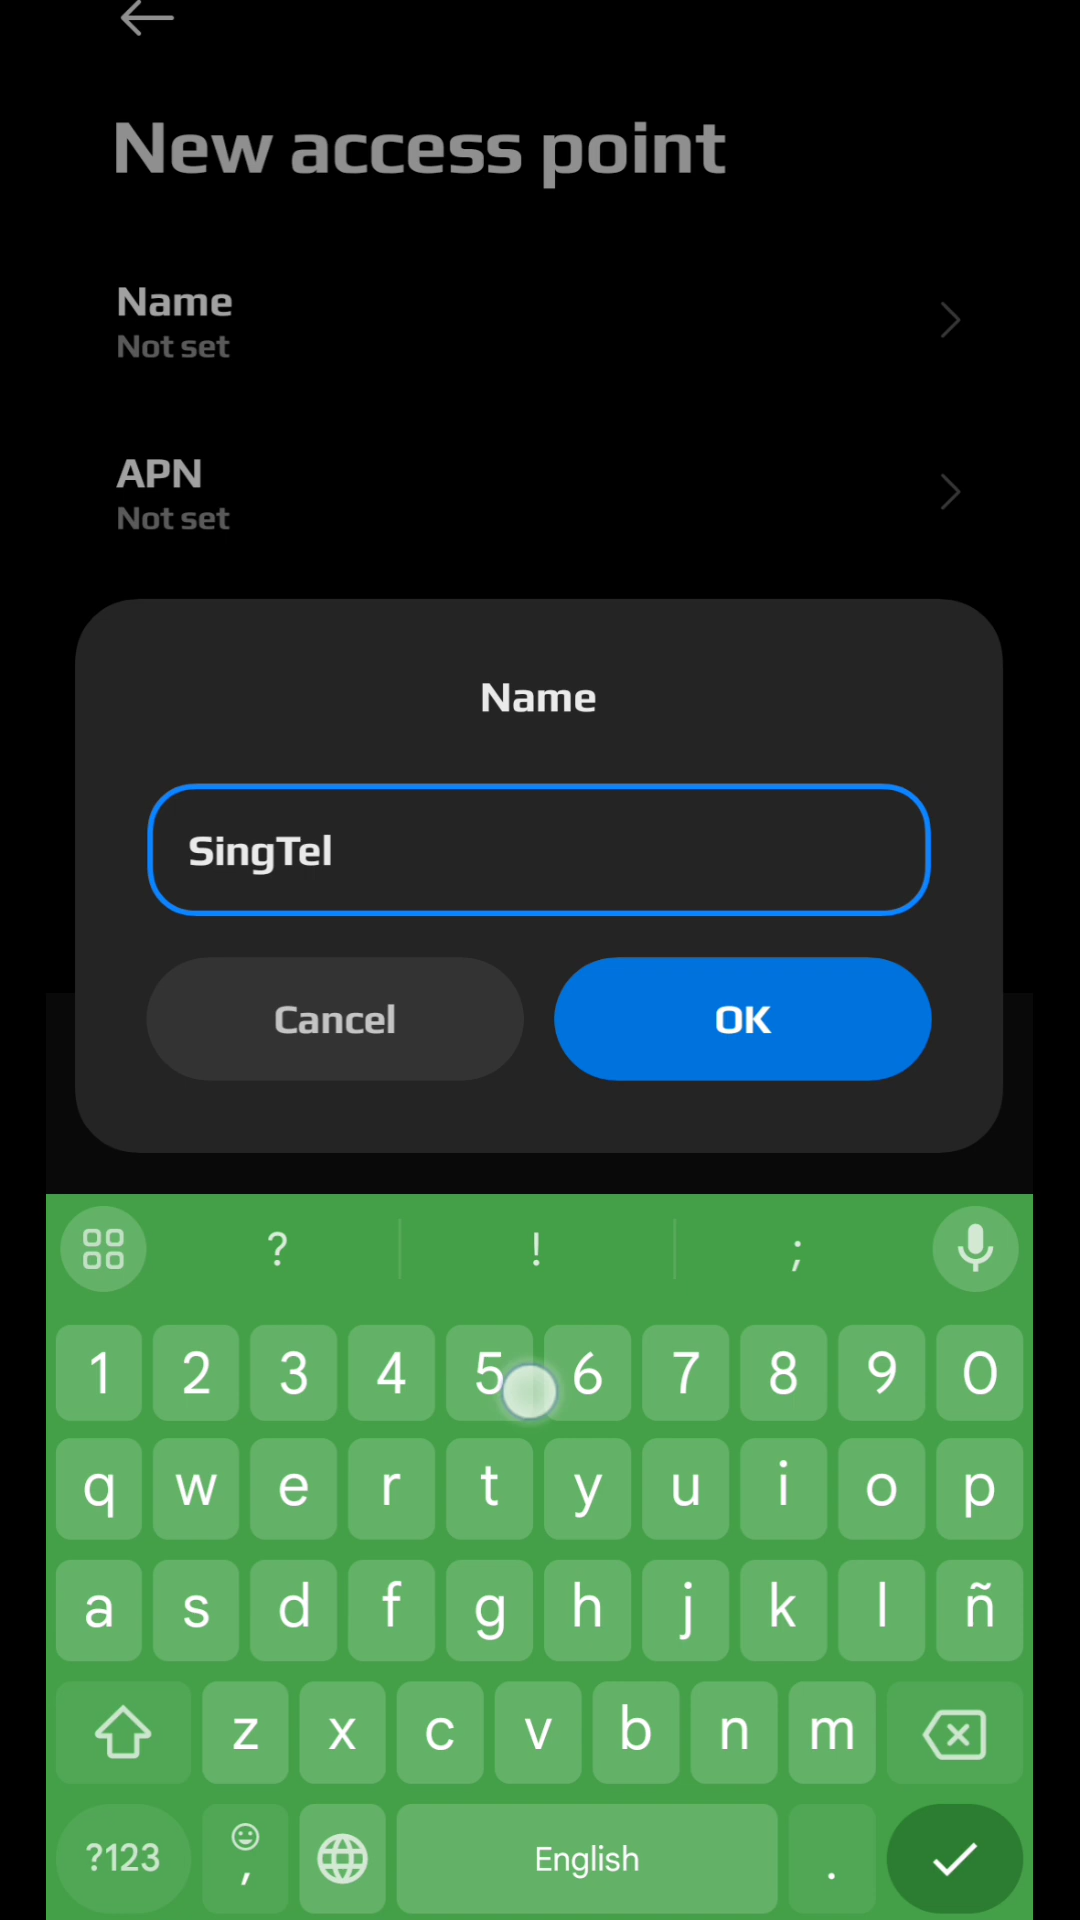 New access point
Name
Not set
APN
Not set
Name
SingTel
Cancel OK
? ! ;
1 2 3 4 5 6 7 8 9 0
q w e r t y u i o p
a s d f g h j k l ñ
z x c v b n m
?123 , English .